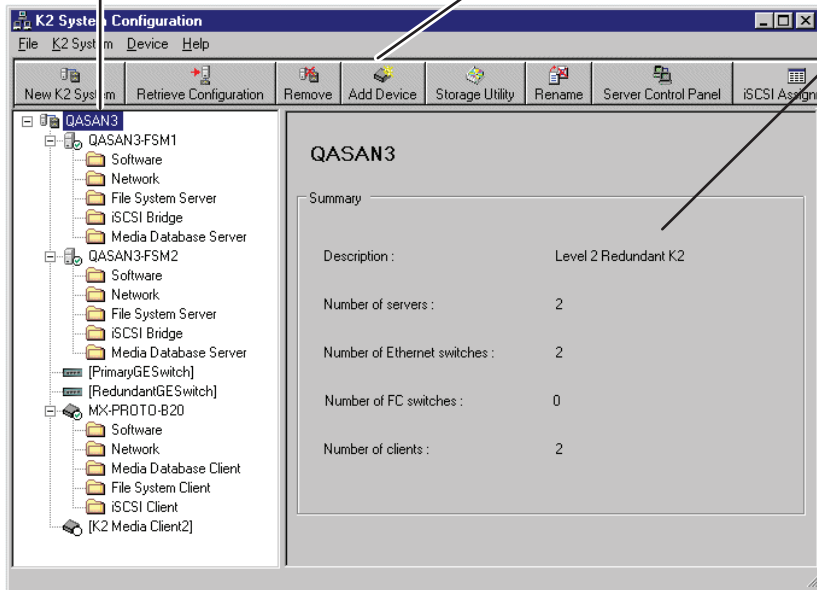 K2 System Configuration
File K2 System Device Help
New K2 System Retrieve Configuration Remove Add Device Storage Utility Rename Server Control Panel iSCSI Assignm
QASAN3
QASAN3-FSM1
Software
Network
File System Server
iSCSI Bridge
Media Database Server
QASAN3-FSM2
Software
Network
File System Server
iSCSI Bridge
Media Database Server
[PrimaryGESwitch]
[RedundantGESwitch]
MX-PROTO-B20
Software
Network
Media Database Client
File System Client
iSCSI Client
[K2 Media Client2]
QASAN3
Summary
Description : Level 2 Redundant K2
Number of servers : 2
Number of Ethernet switches : 2
Number of FC switches : 0
Number of clients : 2